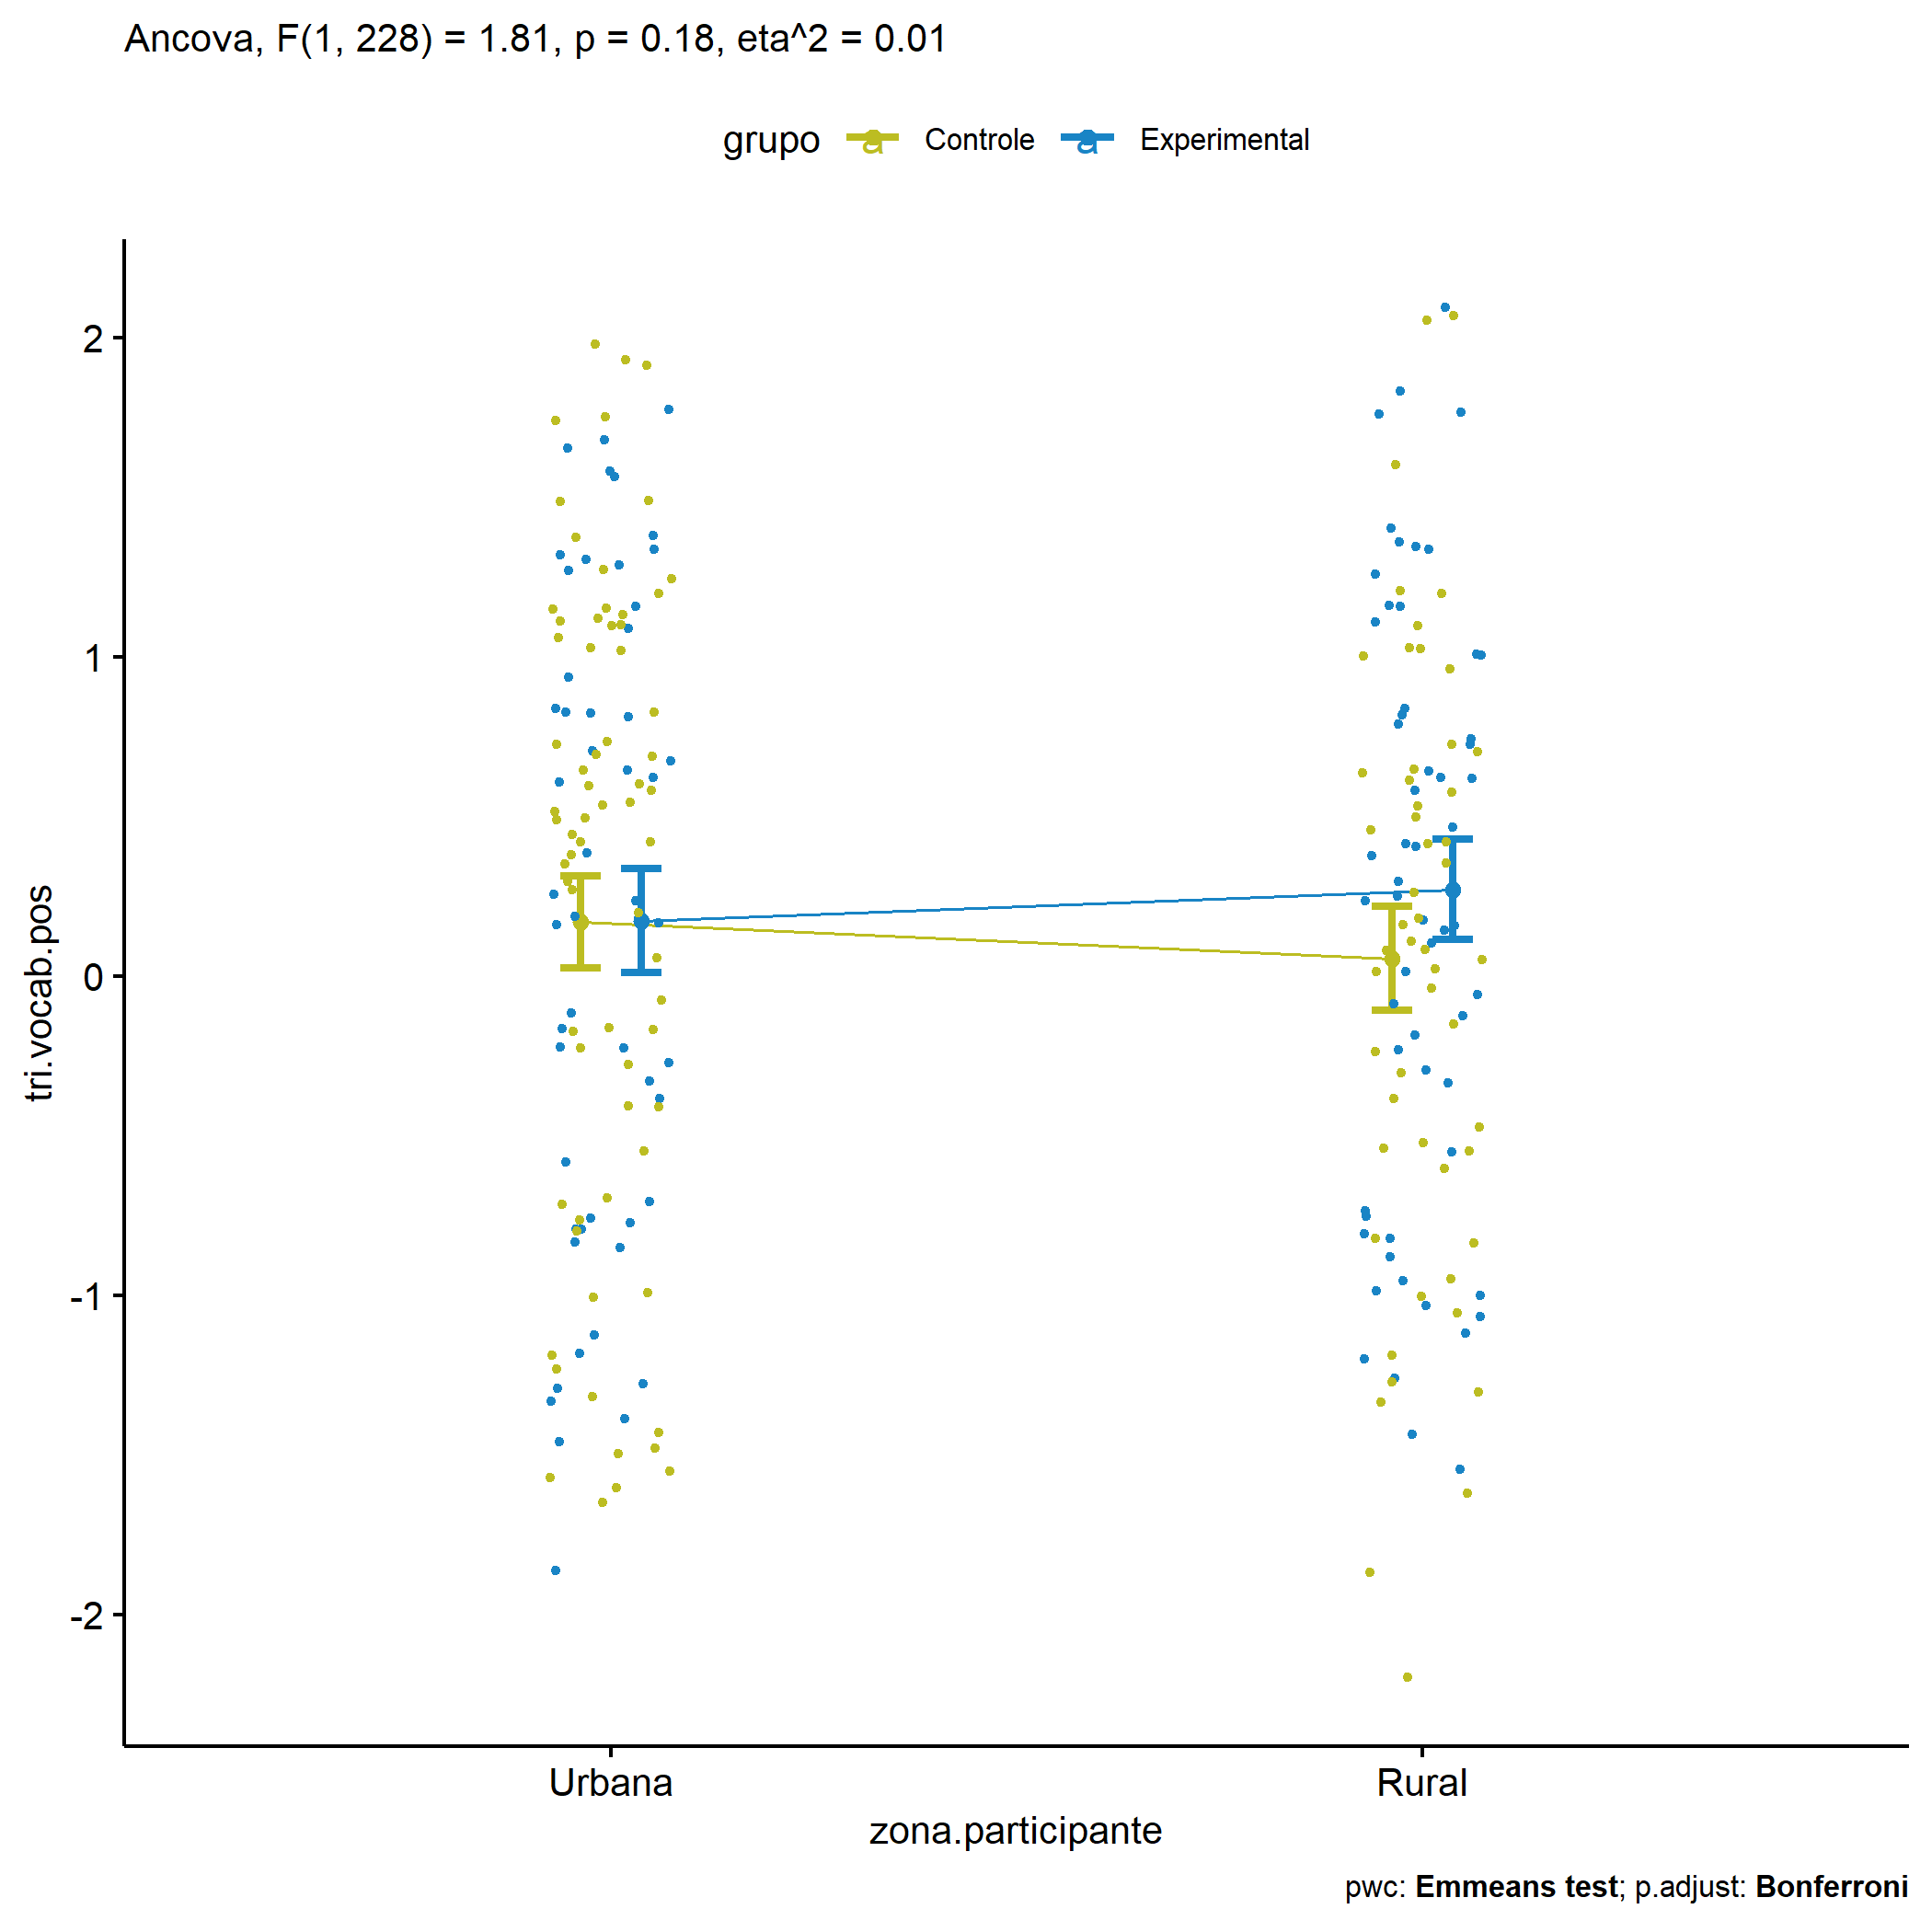 Ancova, F(1, 228) = 1.81, p = 0.18, eta^2 = 0.01
grupo a Controle a Experimental
2
1
0
-1
-2
tri.vocab.pos
Urbana Rural
zona.participante
pwc: Emmeans test; p.adjust: Bonferroni